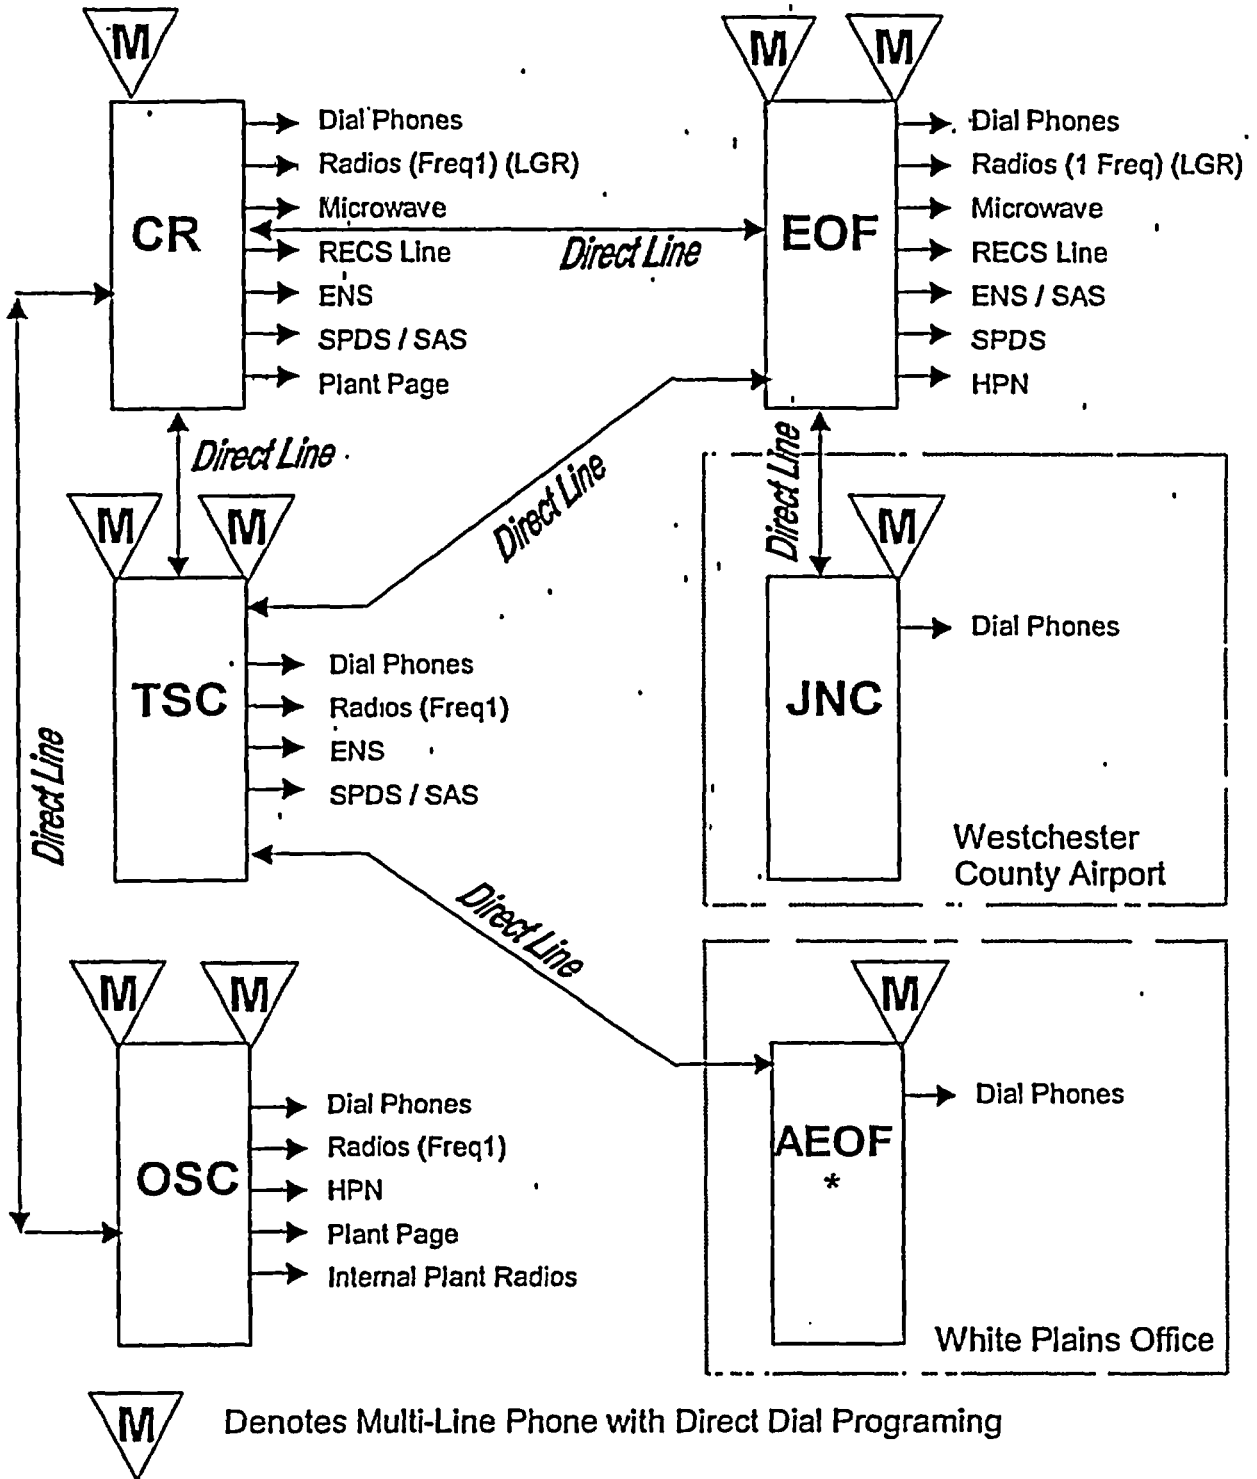 M
CR
Dial Phones
Radios (Freq1) (LGR)
Microwave
RECS Line
ENS
SPDS / SAS
Plant Page
Direct Line
M
M
EOF
Dial Phones
Radios (1 Freq) (LGR)
Microwave
RECS Line
ENS / SAS
SPDS
HPN
Direct Line
Direct Line
Direct Line
Direct Line
M
M
TSC
Dial Phones
Radios (Freq1)
ENS
SPDS / SAS
M
JNC
Dial Phones
Westchester
County Airport
Direct Line
M
M
OSC
Dial Phones
Radios (Freq1)
HPN
Plant Page
Internal Plant Radios
M
AEOF
*
Dial Phones
White Plains Office
M
Denotes Multi-Line Phone with Direct Dial Programing